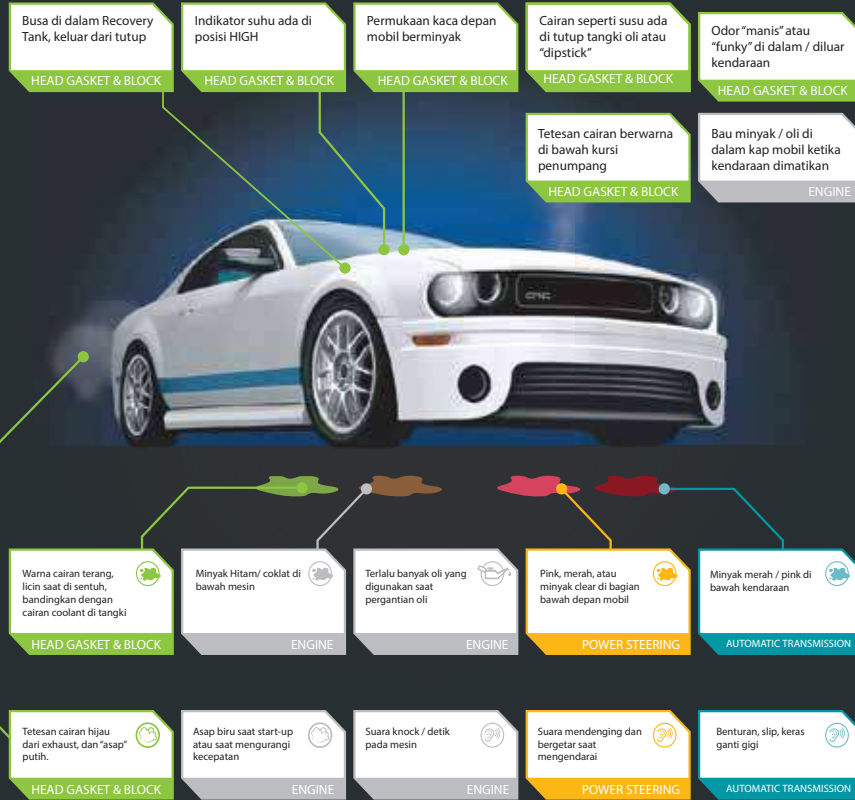 Busa di dalam Recovery
Tank, keluar dari tutup
HEAD GASKET & BLOCK
Indikator suhu ada di
posisi HIGH
HEAD GASKET & BLOCK
Permukaan kaca depan
mobil berminyak
HEAD GASKET & BLOCK
Cairan seperti susu ada
di tutup tangki oli atau
"dipstick"
HEAD GASKET & BLOCK
Odor "manis" atau
"funky" di dalam / diluar
kendaraan
HEAD GASKET & BLOCK
Tetesan cairan berwarna
di bawah kursi
penumpang
HEAD GASKET & BLOCK
Bau minyak / oli di
dalam kap mobil ketika
kendaraan dimatikan
ENGINE
Warna cairan terang,
licin saat di sentuh,
bandingkan dengan
cairan coolant di tangki
HEAD GASKET & BLOCK
Minyak Hitam/ coklat di
bawah mesin
ENGINE
Terlalu banyak oli yang
digunakan saat
pergantian oli
ENGINE
Pink, merah, atau
minyak clear di bagian
bawah depan mobil
POWER STEERING
Minyak merah / pink di
bawah kendaraan
AUTOMATIC TRANSMISSION
Tetesan cairan hijau
dari exhaust, dan "asap"
putih.
HEAD GASKET & BLOCK
Asap biru saat start-up
atau saat mengurangi
kecepatan
ENGINE
Suara knock / detik
pada mesin
ENGINE
Suara mendenging dan
bergetar saat
mengendarai
POWER STEERING
Benturan, slip, keras
ganti gigi
AUTOMATIC TRANSMISSION